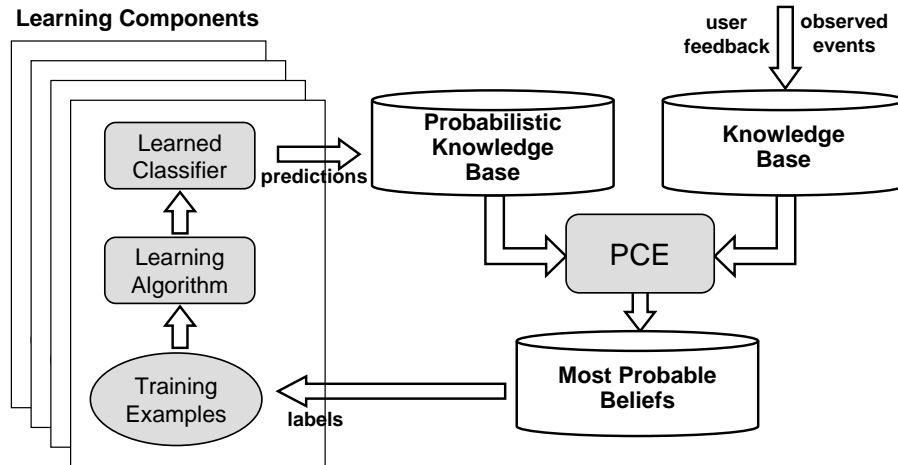 Learning Components
user
feedback
observed
events
Learned
Classifier
predictions
Probabilistic
Knowledge
Base
Knowledge
Base
Learning
Algorithm
PCE
Training
Examples
labels
Most Probable
Beliefs